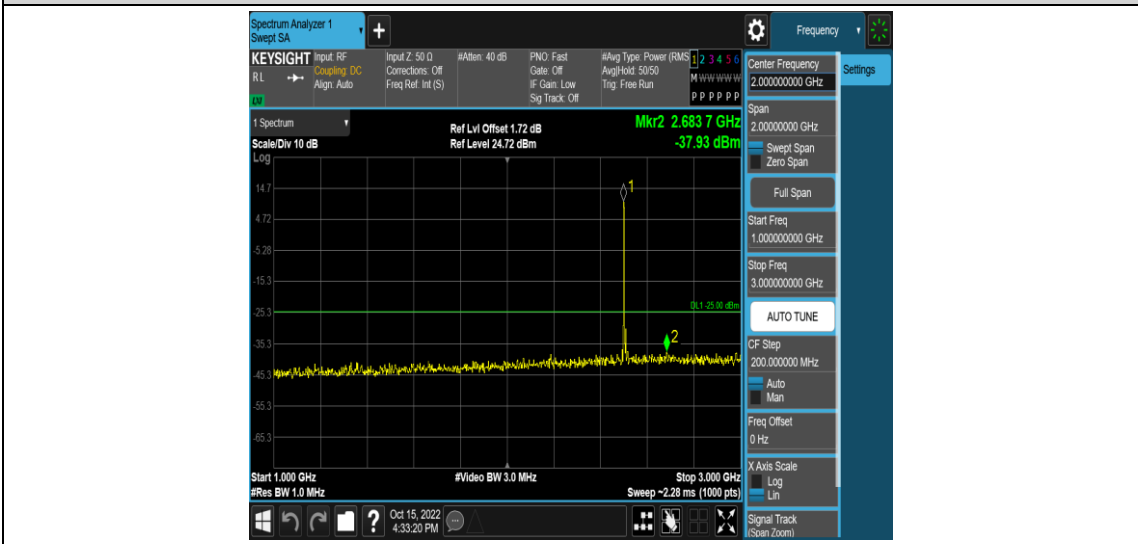 Spectrum Analyzer 1
Swept SA
+
Frequency
KEYSIGHT
RL
LXI
Input: RF
Coupling: DC
Align: Auto
Input Z: 50 Ω
Corrections: Off
Freq Ref: Int (S)
#Atten: 40 dB
PNO: Fast
Gate: Off
IF Gain: Low
Sig Track: Off
#Avg Type: Power (RMS
Avg|Hold: 50/50
Trig: Free Run
1 2 3 4 5 6
M W W W W W
P P P P P P
1 Spectrum
Scale/Div 10 dB
Log
Ref Lvl Offset 1.72 dB
Ref Level 24.72 dBm
Mkr2 2.683 7 GHz
-37.93 dBm
14.7
4.72
-5.28
-15.3
-25.3
-35.3
-45.3
-55.3
-65.3
1
DL1 -25.00 dBm
2
Start 1.000 GHz
#Res BW 1.0 MHz
#Video BW 3.0 MHz
Stop 3.000 GHz
Sweep ~2.28 ms (1000 pts)
Center Frequency
2.000000000 GHz
Settings
Span
2.00000000 GHz
Swept Span
Zero Span
Full Span
Start Freq
1.000000000 GHz
Stop Freq
3.000000000 GHz
AUTO TUNE
CF Step
200.000000 MHz
Auto
Man
Freq Offset
0 Hz
X Axis Scale
Log
Lin
Signal Track
(Span Zoom)
?
Oct 15, 2022
4:33:20 PM